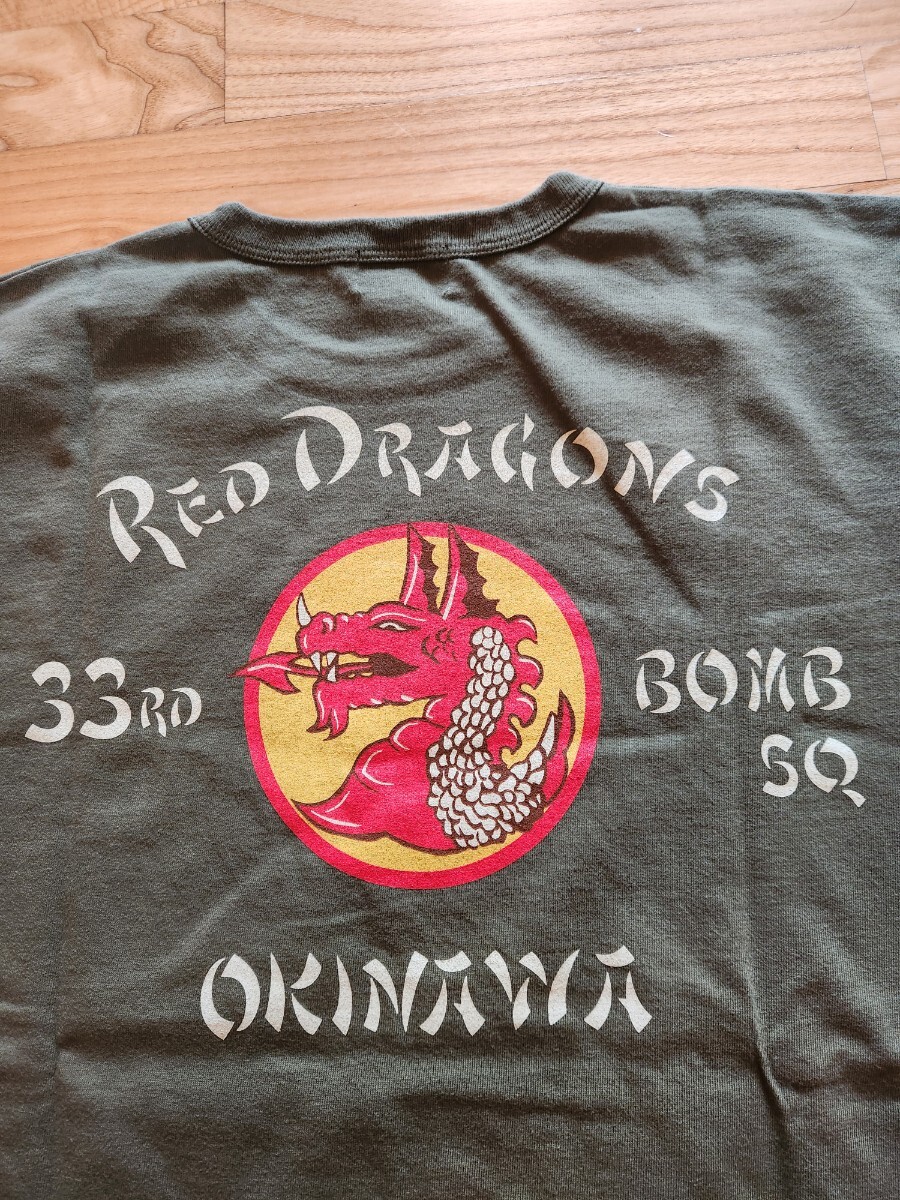 RED DRAGONS
33RD BOMB
SQ
OKINAWA